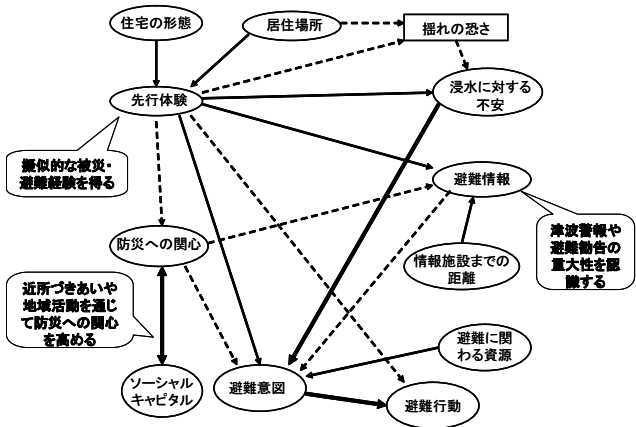 住宅の形態
居住場所
揺れの恐さ
先行体験
浸水に対する
不安
擬似的な被災・
避難経験を得る
避難情報
津波警報や
避難勧告の
重大性を認
識する
防災への関心
情報施設までの
距離
近所づきあいや
地域活動を通じ
て防災への関心
を高める
避難に関
わる資源
ソーシャル
キャピタル
避難意図
避難行動